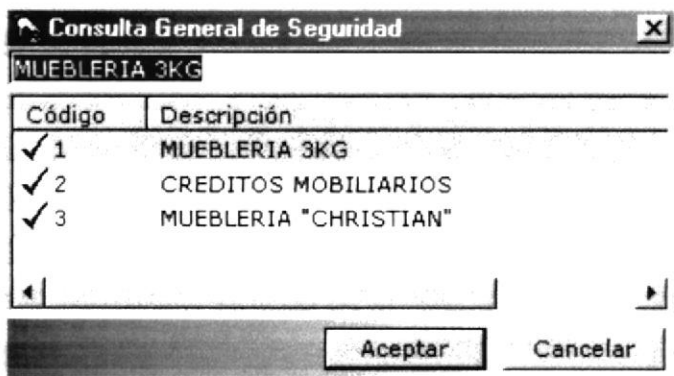 Consulta General de Seguridad
MUEBLERIA 3KG
Código Descripción
1 MUEBLERIA 3KG
2 CREDITOS MOBILIARIOS
3 MUEBLERIA "CHRISTIAN"
Aceptar Cancelar